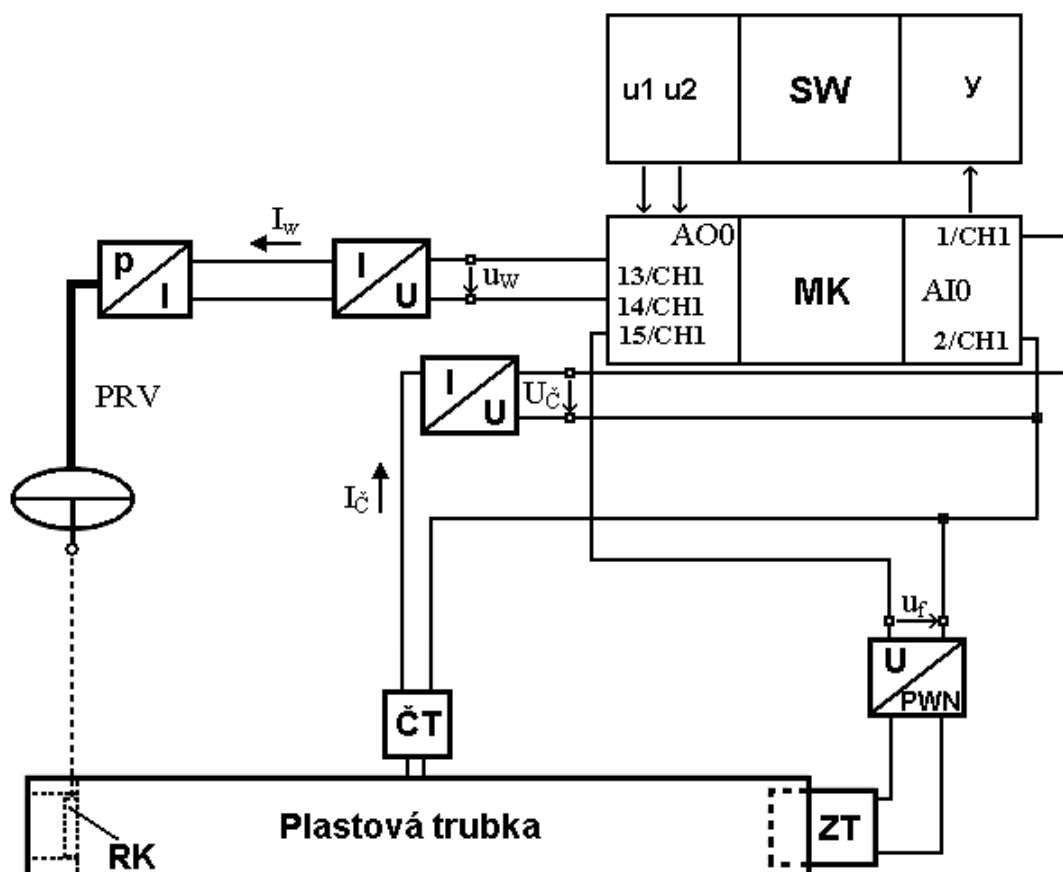 u1 u2
SW
y
AO0
13/CH1
14/CH1
15/CH1
MK
1/CH1
AI0
2/CH1
p
I
I_w
I
U
u_W
PRV
I
U
U_Č
I_Č
u_f
U
PWN
ČT
Plastová trubka
ZT
RK